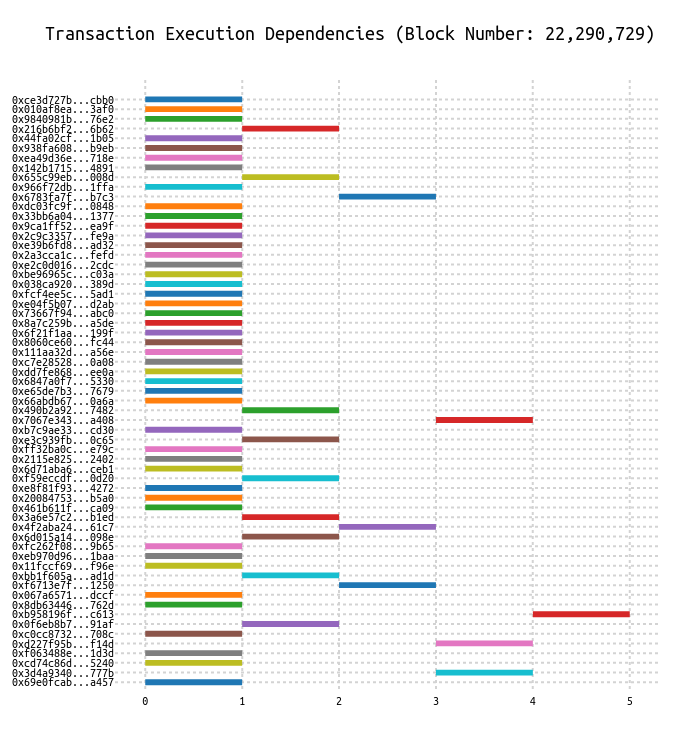 Transaction Execution Dependencies (Block Number: 22,290,729)
0xce3d727b...cbb0
0x010af8ea...3af0
0x9840981b...76e2
0x216b6bf2...6b62
0x44fa02cf...1b05
0x938fa608...b9eb
0xea49d36e...718e
0x142b1715...4891
0x655c99eb...008d
0x966f72db...1ffa
0x6783fa7f...b7c3
0xdc03fc9f...0848
0x33bb6a04...1377
0x9ca1ff52...ea9f
0x2c9c3357...fe9a
0xe39b6fd8...ad32
0x2a3cca1c...fefd
0xe2c0d016...2cdc
0xbe96965c...c03a
0x038ca920...389d
0xfcf4ee5c...5ad1
0xe04f5b07...d2ab
0x73667f94...abc0
0x8a7c259b...a5de
0x6f21f1aa...199f
0x8060ce60...fc44
0x111aa32d...a56e
0xc7e28528...0a08
0xdd7fe868...ee0a
0x6847a0f7...5330
0xe65de7b3...7679
0x66abdb67...0a6a
0x490b2a92...7482
0x7067e343...a408
0xb7c9ae33...cd30
0xe3c939fb...0c65
0xff32ba0c...e79c
0x2115e825...2402
0x6d71aba6...ceb1
0xf59eccdf...0d20
0xe8f81f93...4272
0x20084753...b5a0
0x461b611f...ca09
0x3a6e57c2...b1ed
0x4f2aba24...61c7
0x6d015a14...098e
0xfc262f08...9b65
0xeb970d96...1baa
0x11fccf69...f96e
0xbb1f605a...ad1d
0xf6713e7f...1250
0x067a6571...dccf
0x8db63446...762d
0xb958196f...c613
0x0f6eb8b7...91af
0xc0cc8732...708c
0xd227f95b...f14d
0xf063488e...1d3d
0xcd74c86d...5240
0x3d4a9340...777b
0x69e0fcab...a457
0 1 2 3 4 5